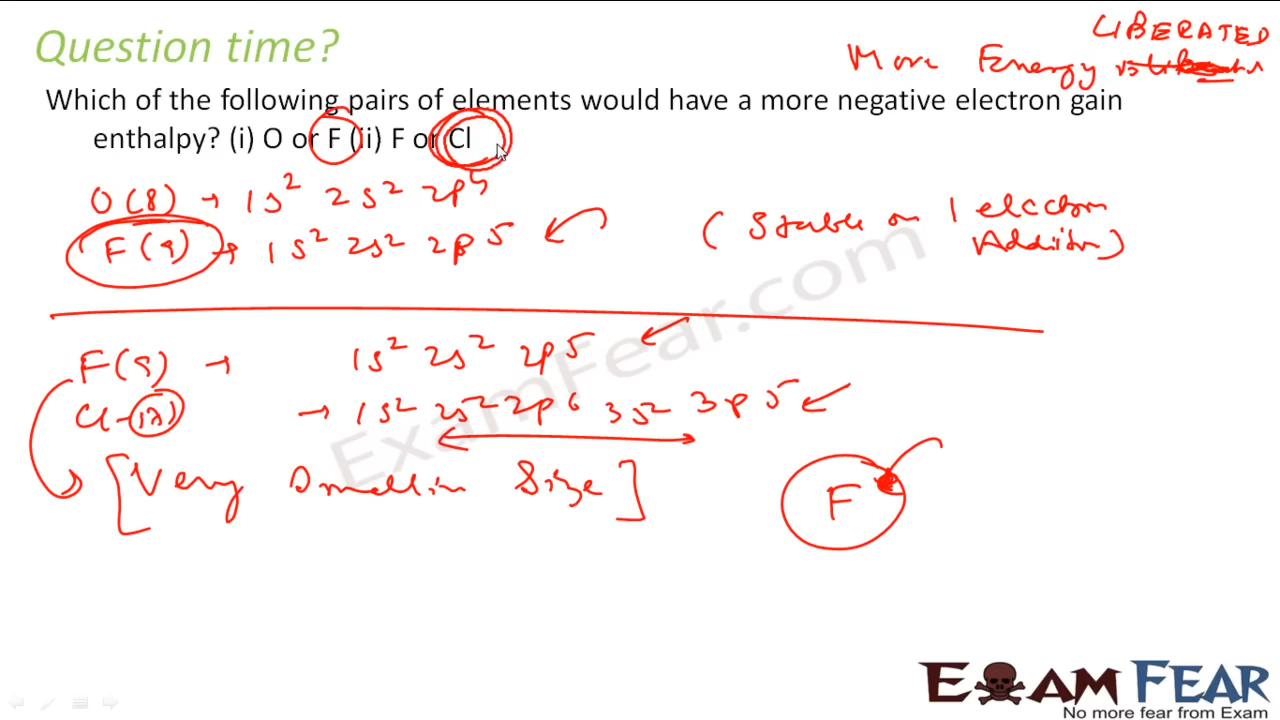 Question time?
LIBERATED
More Energy
Which of the following pairs of elements would have a more negative electron gain
enthalpy? (i) O or F (ii) F or Cl
O(8) → 1s² 2s² 2p⁵
F(9) → 1s² 2s² 2p⁵
(Stable on 1 electron
Addition)
F(9) → 1s² 2s² 2p⁵
Cl-(17) → 1s² 2s² 2p⁶ 3s² 3p⁵
[Very Small in Size]
F
ExamFear.com
EXAM FEAR
No more fear from Exam